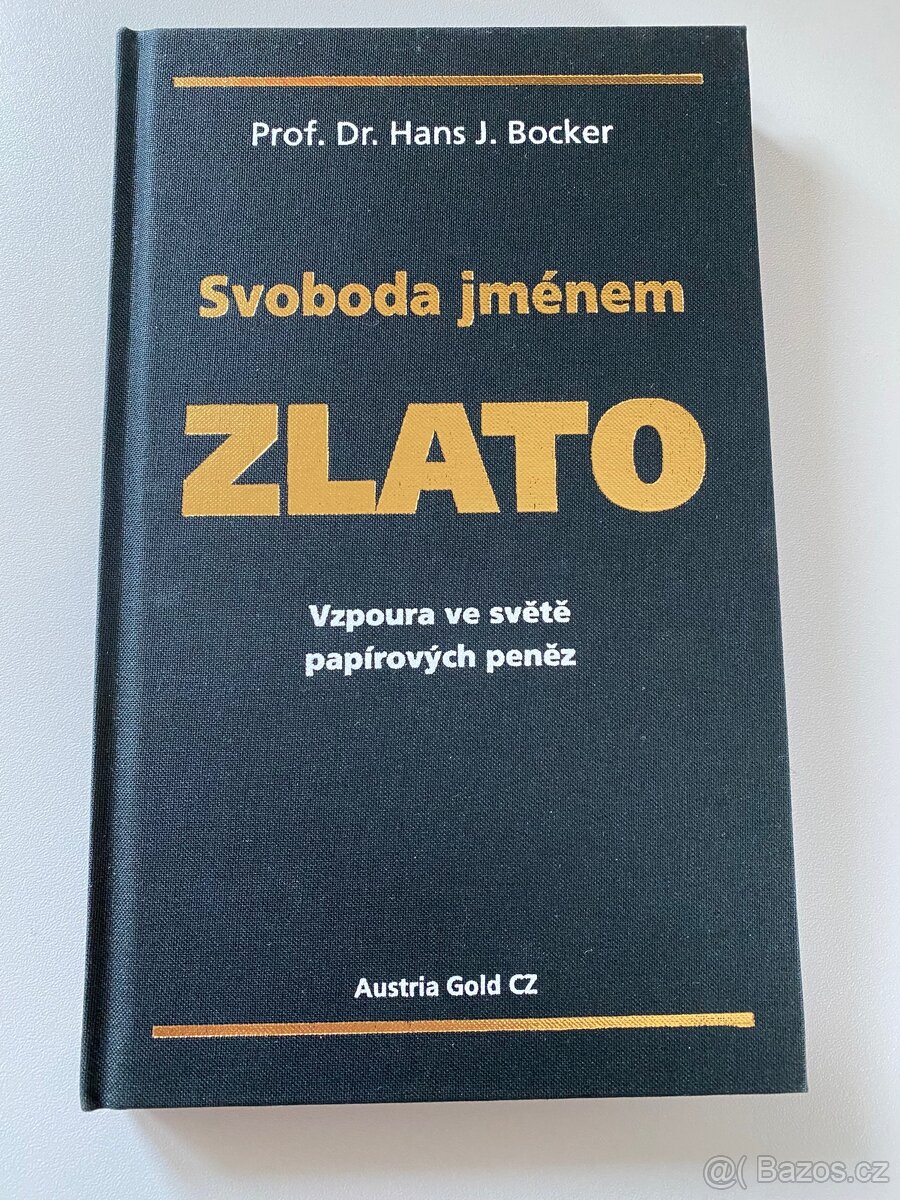 Prof. Dr. Hans J. Bocker
Svoboda jménem
ZLATO
Vzpoura ve světě
papírových peněz
Austria Gold CZ
@( Bazos.cz